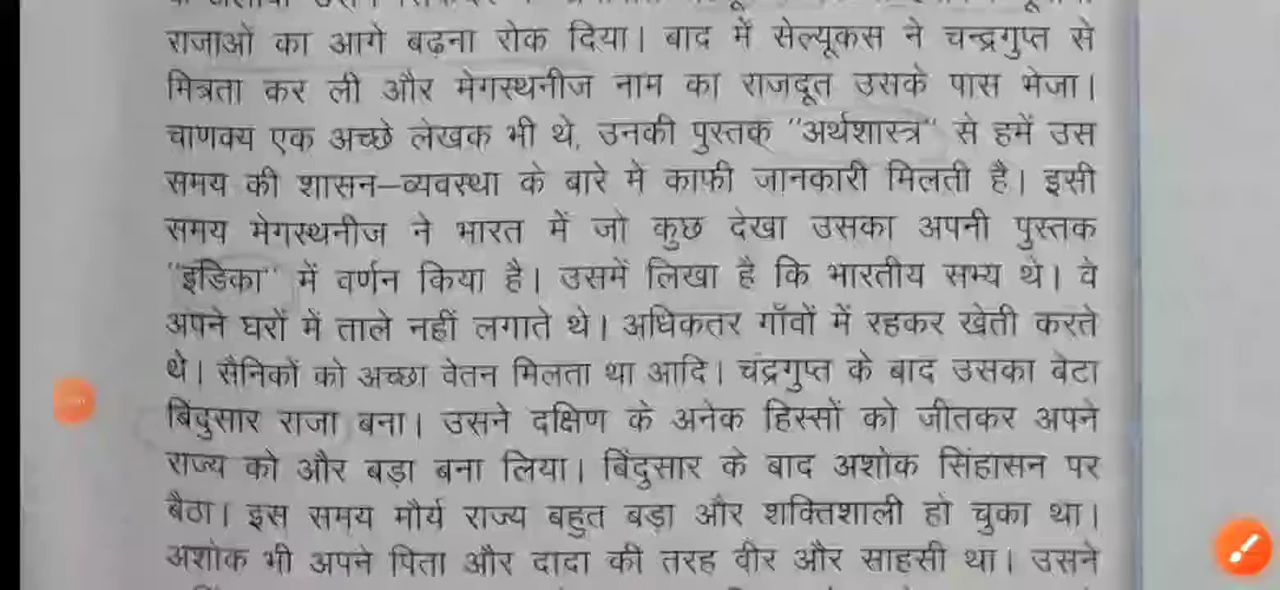 राजाओं का आगे बढ़ना रोक दिया। बाद में सेल्यूकस ने चन्द्रगुप्त से
मित्रता कर ली और मेगस्थनीज नाम का राजदूत उसके पास भेजा।
चाणक्य एक अच्छे लेखक भी थे, उनकी पुस्तक "अर्थशास्त्र" से हमें उस
समय की शासन–व्यवस्था के बारे मे काफी जानकारी मिलती है। इसी
समय मेगस्थनीज ने भारत में जो कुछ देखा उसका अपनी पुस्तक
"इंडिका" में वर्णन किया है। उसमें लिखा है कि भारतीय सभ्य थे। वे
अपने घरों में ताले नहीं लगाते थे। अधिकतर गाँवों में रहकर खेती करते
थे। सैनिकों को अच्छा वेतन मिलता था आदि। चंद्रगुप्त के बाद उसका बेटा
बिंदुसार राजा बना। उसने दक्षिण के अनेक हिस्सों को जीतकर अपने
राज्य को और बड़ा बना लिया। बिंदुसार के बाद अशोक सिंहासन पर
बैठा। इस समय मौर्य राज्य बहुत बड़ा और शक्तिशाली हो चुका था।
अशोक भी अपने पिता और दादा की तरह वीर और साहसी था। उसने